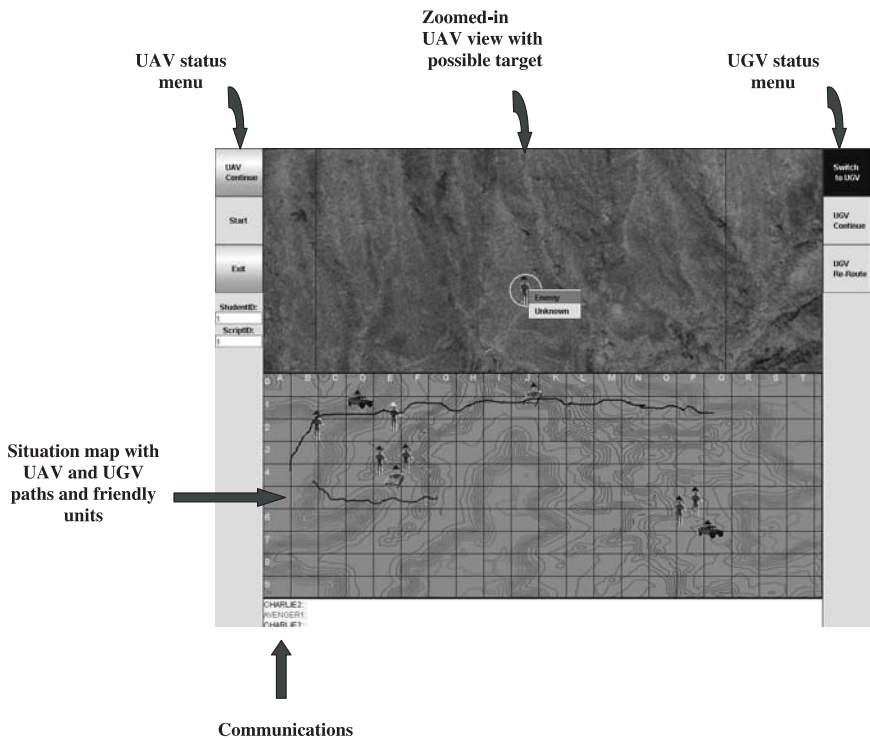 Zoomed-in
UAV view with
possible target
UAV status
menu
UGV status
menu
UAV
Continue
Start
Exit
StudentID:
1
ScriptID:
1
Switch
to UGV
UGV
Continue
UGV
Re-Route
Enemy
Unknown
A B D E F G H I J K L M N O P Q S T
0
1
2
3
4
5
6
7
8
9
Situation map with
UAV and UGV
paths and friendly
units
CHARLIE2:
AVENGER1:
CHARLIE2:
Communications